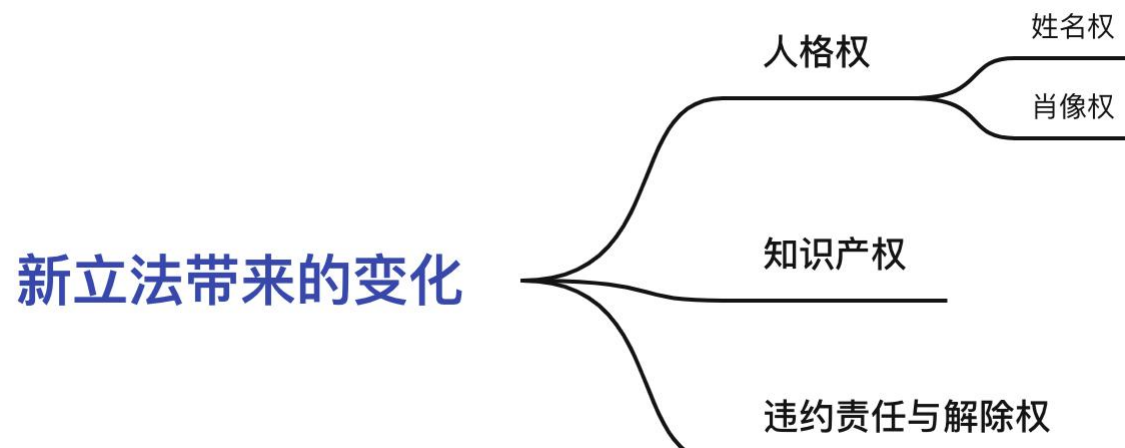 新立法带来的变化
人格权
姓名权
肖像权
知识产权
违约责任与解除权